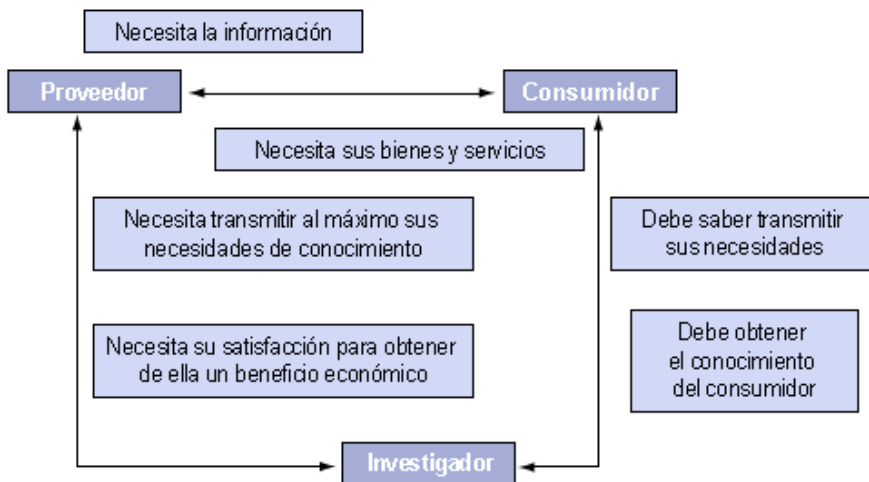 Necesita la información
Proveedor
Consumidor
Necesita sus bienes y servicios
Necesita transmitir al máximo sus
necesidades de conocimiento
Debe saber transmitir
sus necesidades
Necesita su satisfacción para obtener
de ella un beneficio económico
Debe obtener
el conocimiento
del consumidor
Investigador